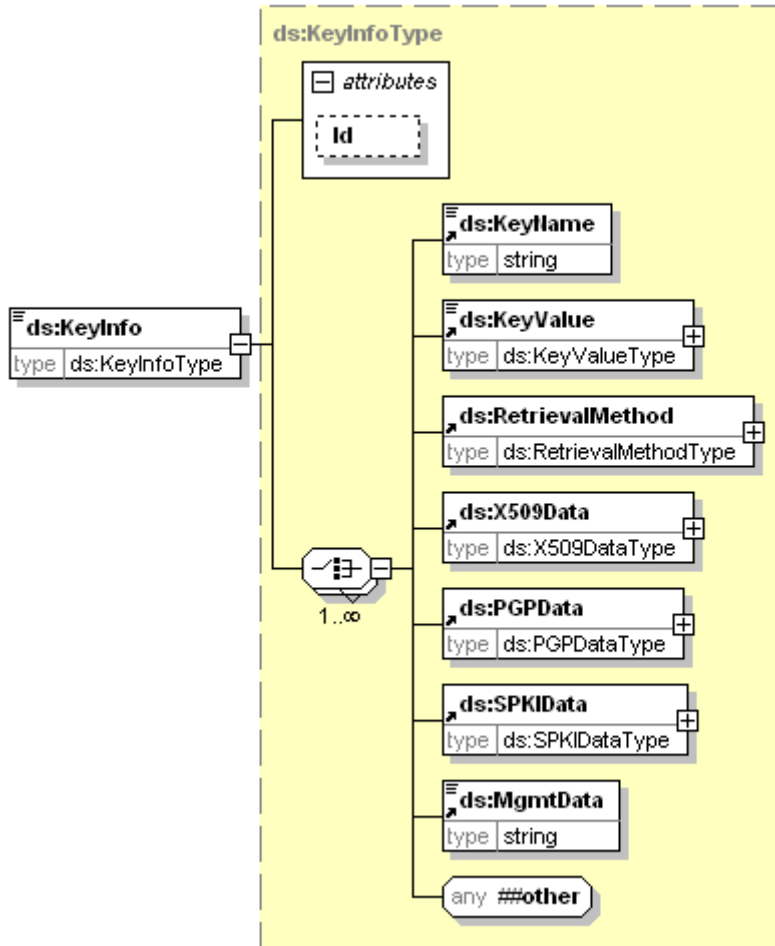 ds:KeyInfoType
attributes
Id
ds:KeyName
type string
ds:KeyInfo
type ds:KeyInfoType
ds:KeyValue
type ds:KeyValueType
ds:RetrievalMethod
type ds:RetrievalMethodType
ds:X509Data
type ds:X509DataType
1..∞
ds:PGPData
type ds:PGPDataType
ds:SPKIData
type ds:SPKIDataType
ds:MgmtData
type string
any ##other